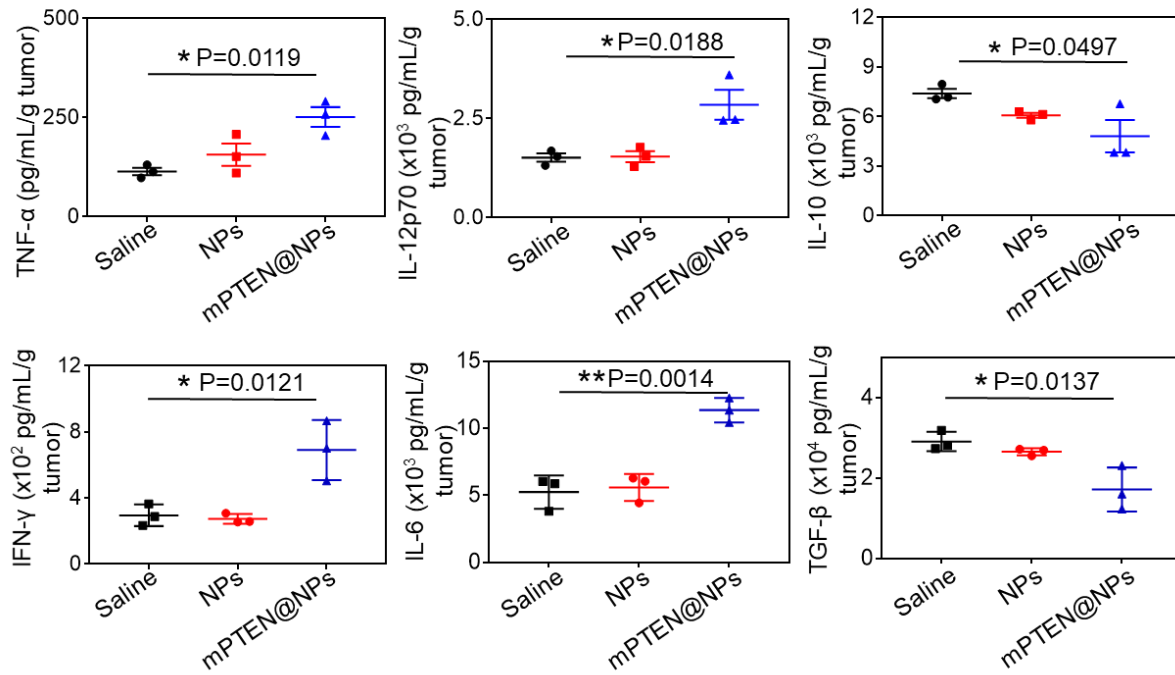 TNF-α (pg/mL/g tumor)
500
250
0
* P=0.0119
Saline
NPs
mPTEN@NPs
IL-12p70 (x10³ pg/mL/g
tumor)
5.0
2.5
0.0
* P=0.0188
Saline
NPs
mPTEN@NPs
IL-10 (x10³ pg/mL/g
tumor)
12
9
6
3
0
* P=0.0497
Saline
NPs
mPTEN@NPs
IFN-γ (x10² pg/mL/g
tumor)
12
8
4
0
* P=0.0121
Saline
NPs
mPTEN@NPs
IL-6 (x10³ pg/mL/g
tumor)
15
10
5
0
**P=0.0014
Saline
NPs
mPTEN@NPs
TGF-β (x10⁴ pg/mL/g
tumor)
4
2
0
* P=0.0137
Saline
NPs
mPTEN@NPs